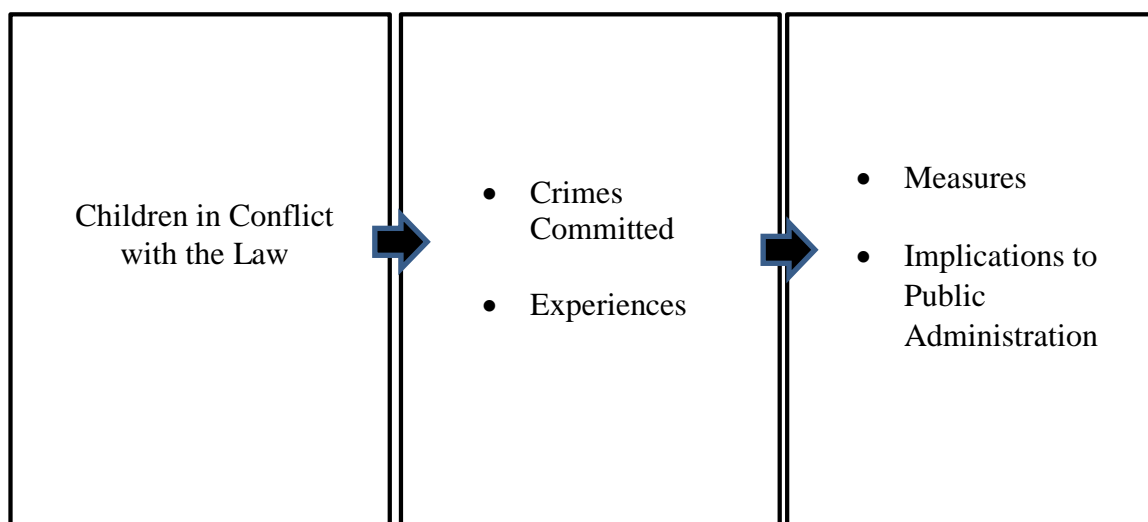 Children in Conflict
with the Law
• Crimes
Committed
• Experiences
• Measures
• Implications to
Public
Administration